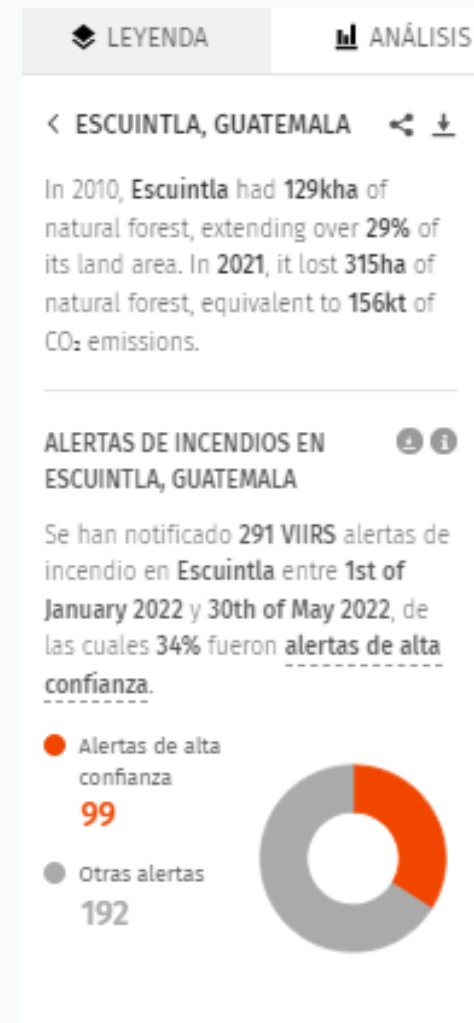 LEYENDA
ANÁLISIS
ESCUINTLA, GUATEMALA
In 2010, Escuintla had 129kha of
natural forest, extending over 29% of
its land area. In 2021, it lost 315ha of
natural forest, equivalent to 156kt of
CO₂ emissions.
ALERTAS DE INCENDIOS EN
ESCUINTLA, GUATEMALA
Se han notificado 291 VIIRS alertas de
incendio en Escuintla entre 1st of
January 2022 y 30th of May 2022, de
las cuales 34% fueron alertas de alta
confianza.
Alertas de alta
confianza
99
Otras alertas
192